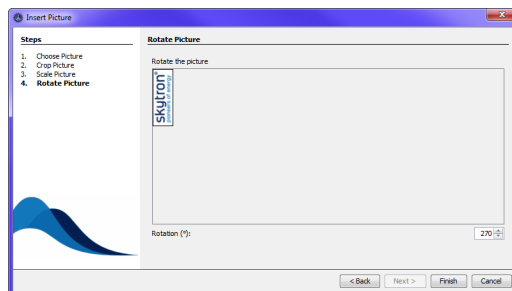 Insert Picture
Steps
1. Choose Picture
2. Crop Picture
3. Scale Picture
4. Rotate Picture
Rotate Picture
Rotate the picture
skytron®
pioneers of energy
Rotation (°):
270
< Back
Next >
Finish
Cancel